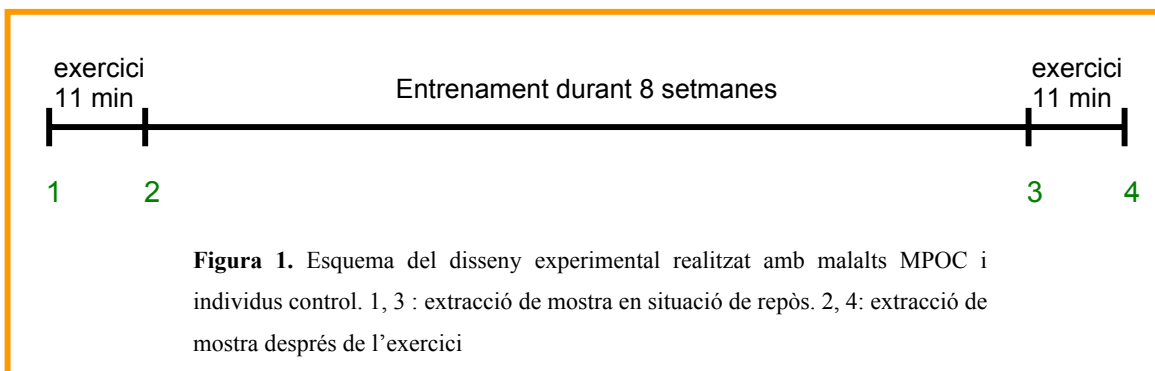 exercici
11 min
Entrenament durant 8 setmanes
exercici
11 min
1
2
3
4
Figura 1. Esquema del disseny experimental realitzat amb malalts MPOC i
individus control. 1, 3 : extracció de mostra en situació de repòs. 2, 4: extracció de
mostra després de l’exercici